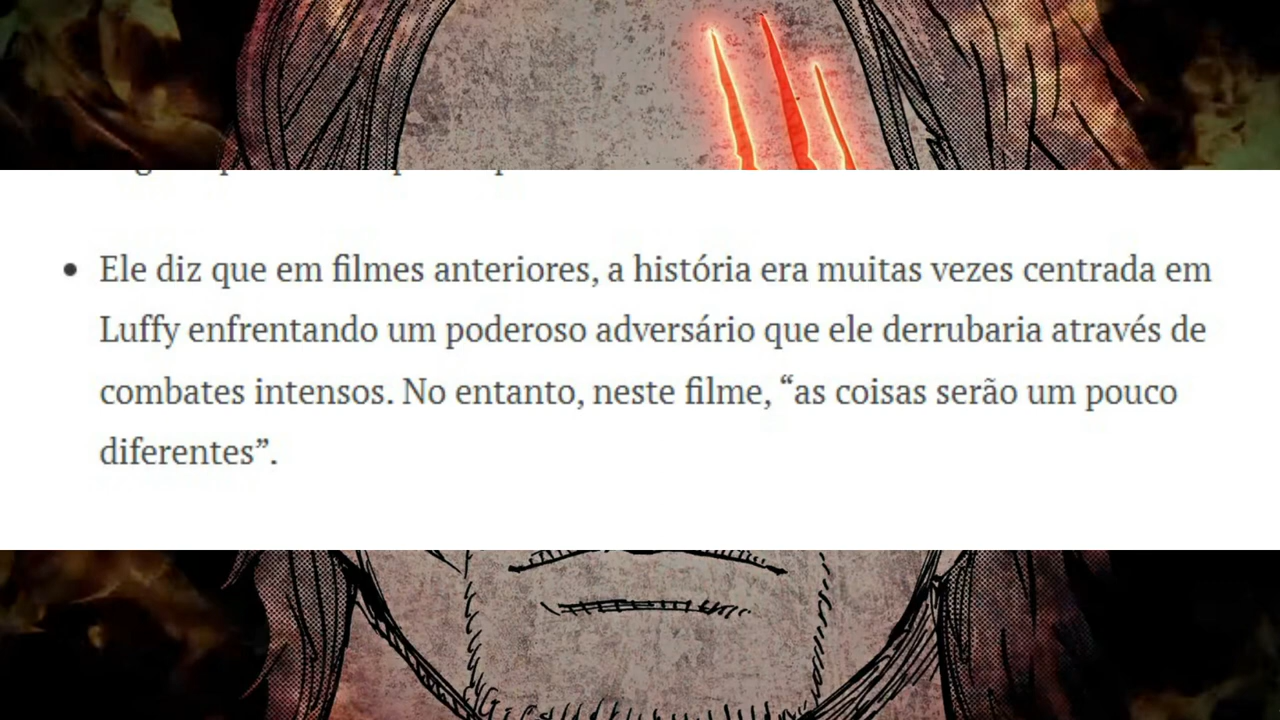 Ele diz que em filmes anteriores, a história era muitas vezes centrada em
Luffy enfrentando um poderoso adversário que ele derrubaria através de
combates intensos. No entanto, neste filme, “as coisas serão um pouco
diferentes”.